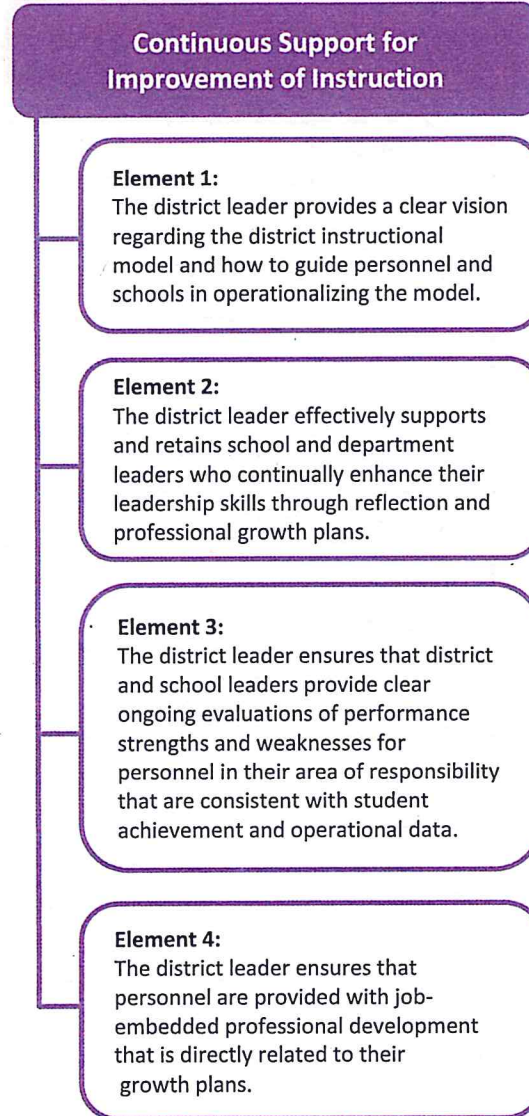 Continuous Support for
Improvement of Instruction
Element 1:
The district leader provides a clear vision
regarding the district instructional
model and how to guide personnel and
schools in operationalizing the model.
Element 2:
The district leader effectively supports
and retains school and department
leaders who continually enhance their
leadership skills through reflection and
professional growth plans.
Element 3:
The district leader ensures that district
and school leaders provide clear
ongoing evaluations of performance
strengths and weaknesses for
personnel in their area of responsibility
that are consistent with student
achievement and operational data.
Element 4:
The district leader ensures that
personnel are provided with job-
embedded professional development
that is directly related to their
growth plans.